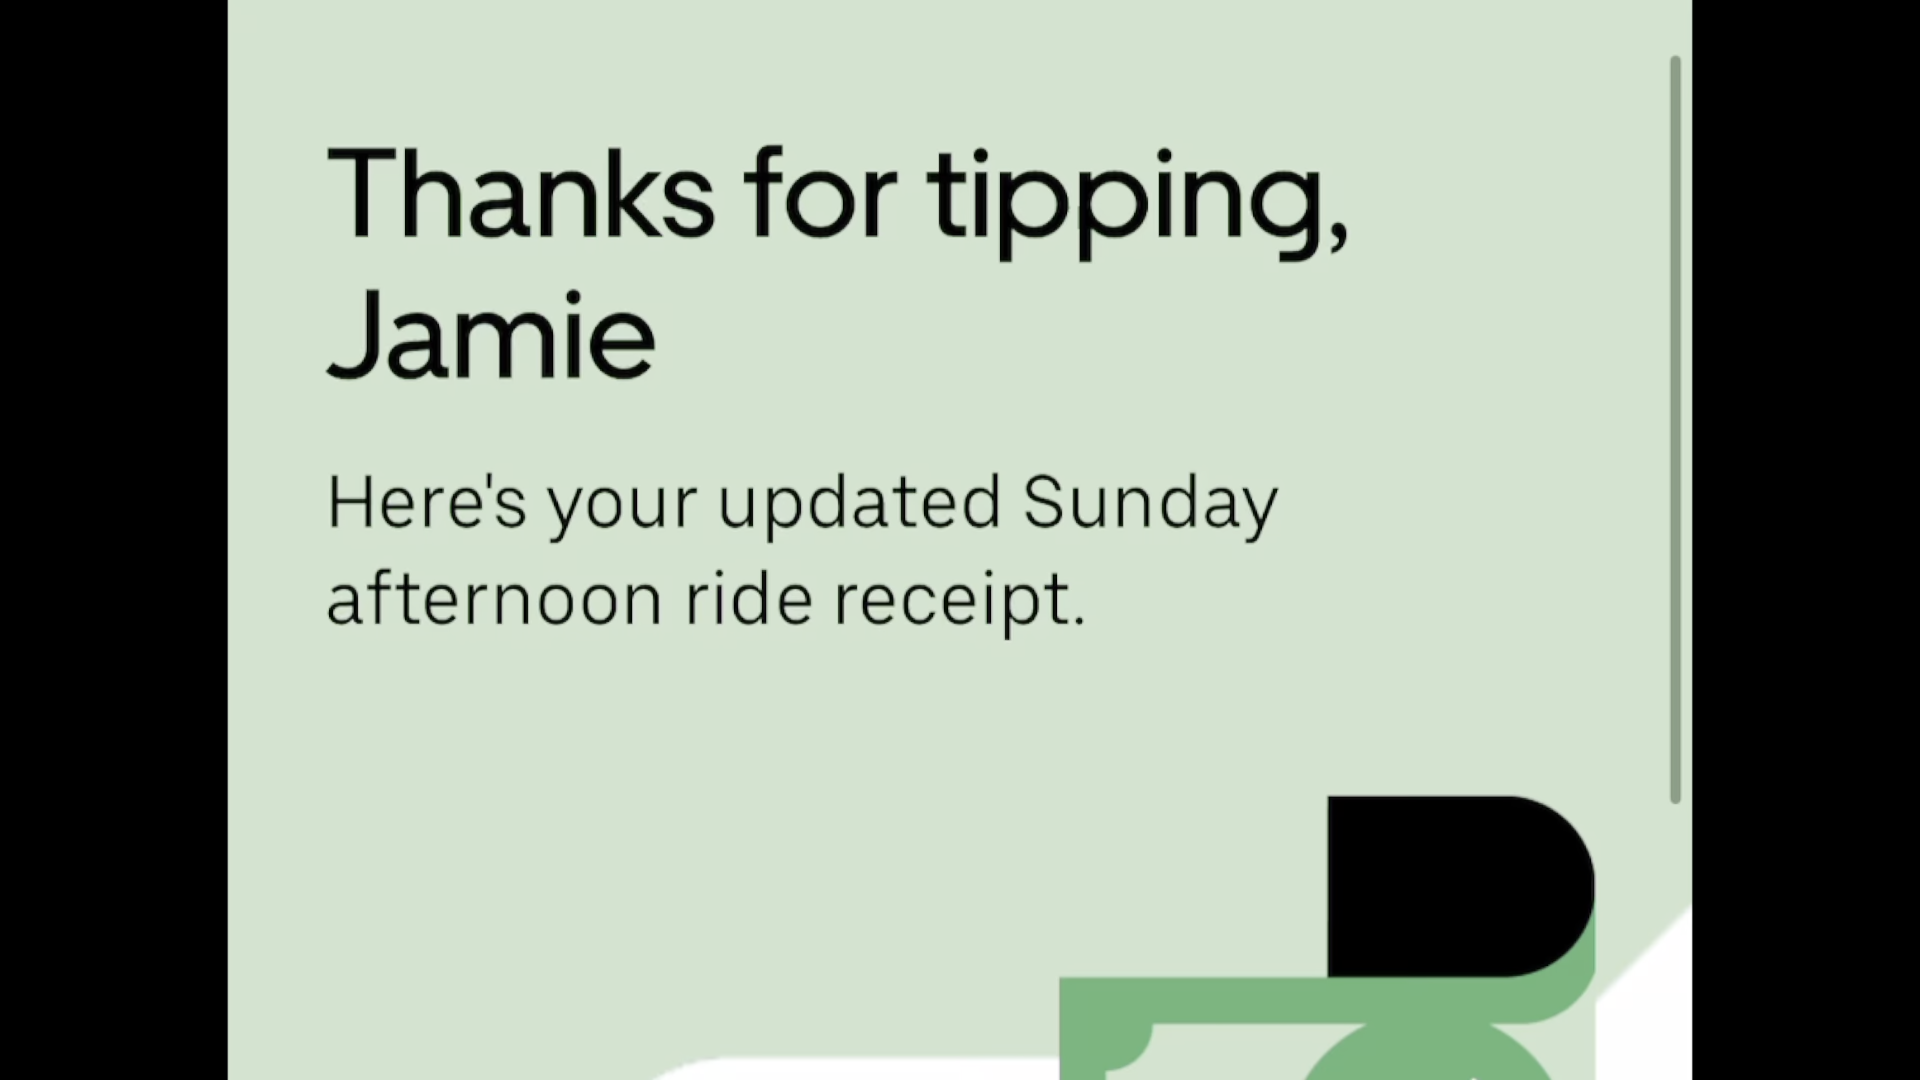 Thanks for tipping,
Jamie
Here's your updated Sunday
afternoon ride receipt.